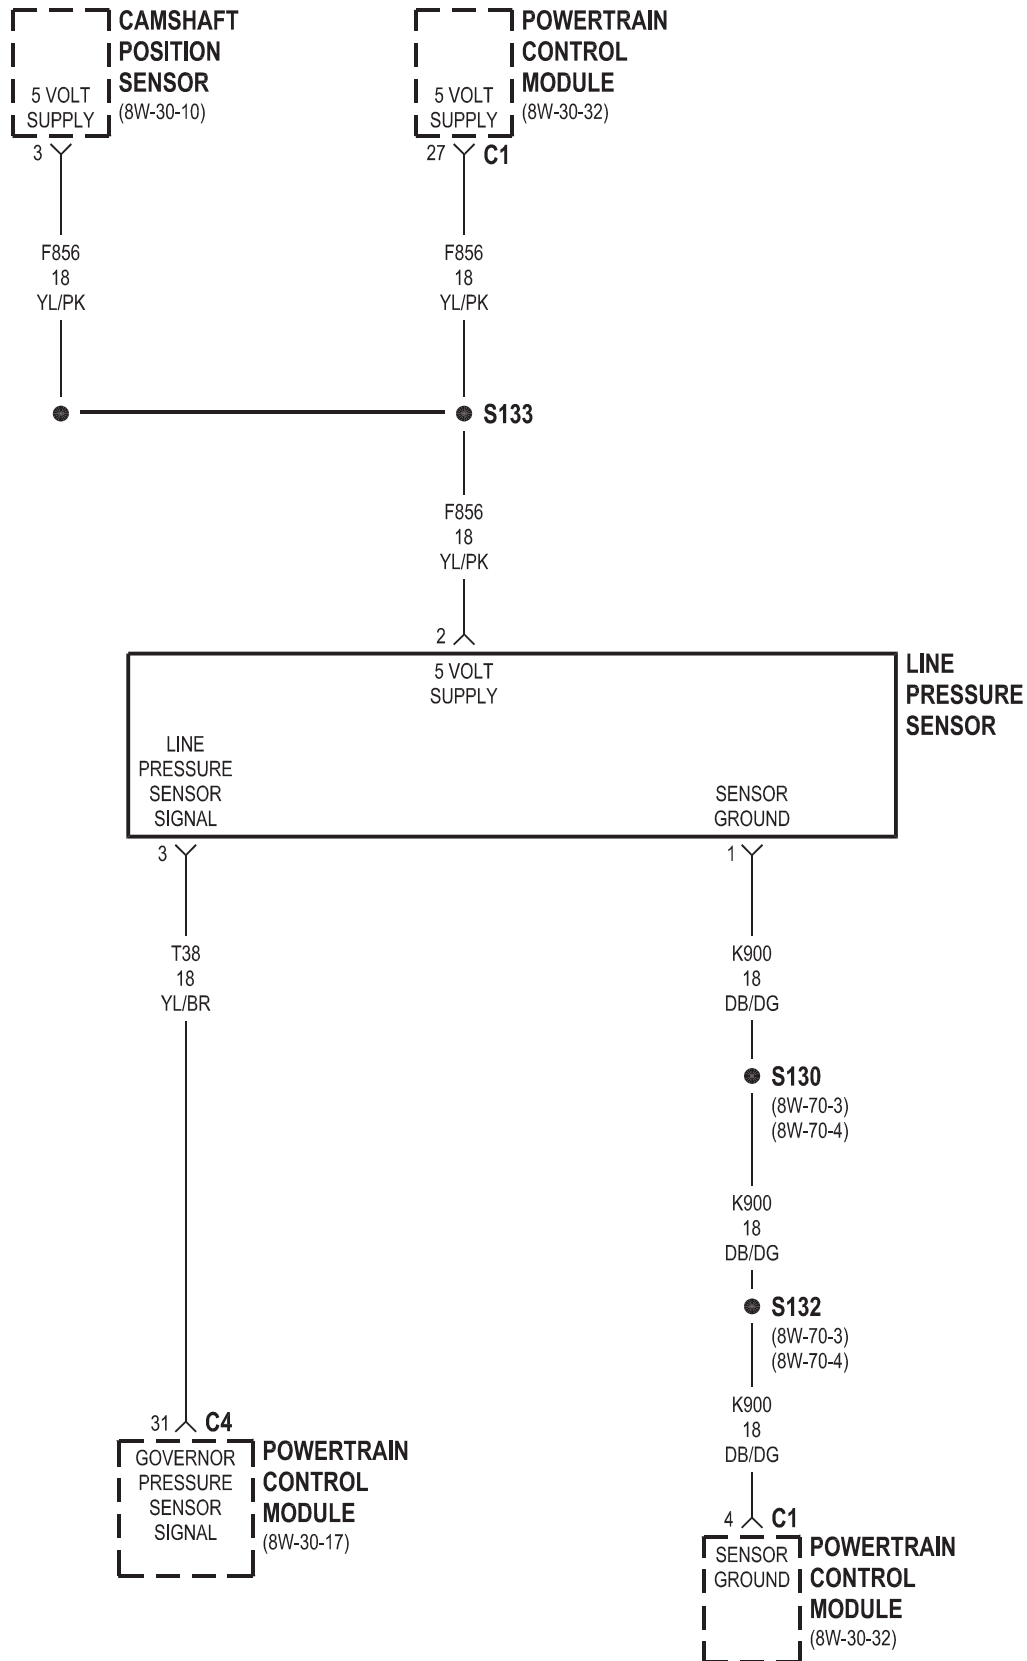 CAMSHAFT
POSITION
SENSOR
(8W-30-10)
5 VOLT
SUPPLY
3
POWERTRAIN
CONTROL
MODULE
(8W-30-32)
5 VOLT
SUPPLY
27
C1
F856
18
YL/PK
F856
18
YL/PK
S133
F856
18
YL/PK
2
5 VOLT
SUPPLY
LINE
PRESSURE
SENSOR
LINE
PRESSURE
SENSOR
SIGNAL
SENSOR
GROUND
3
1
T38
18
YL/BR
K900
18
DB/DG
S130
(8W-70-3)
(8W-70-4)
K900
18
DB/DG
S132
(8W-70-3)
(8W-70-4)
K900
18
DB/DG
31
C4
GOVERNOR
PRESSURE
SENSOR
SIGNAL
POWERTRAIN
CONTROL
MODULE
(8W-30-17)
4
C1
SENSOR
GROUND
POWERTRAIN
CONTROL
MODULE
(8W-30-32)